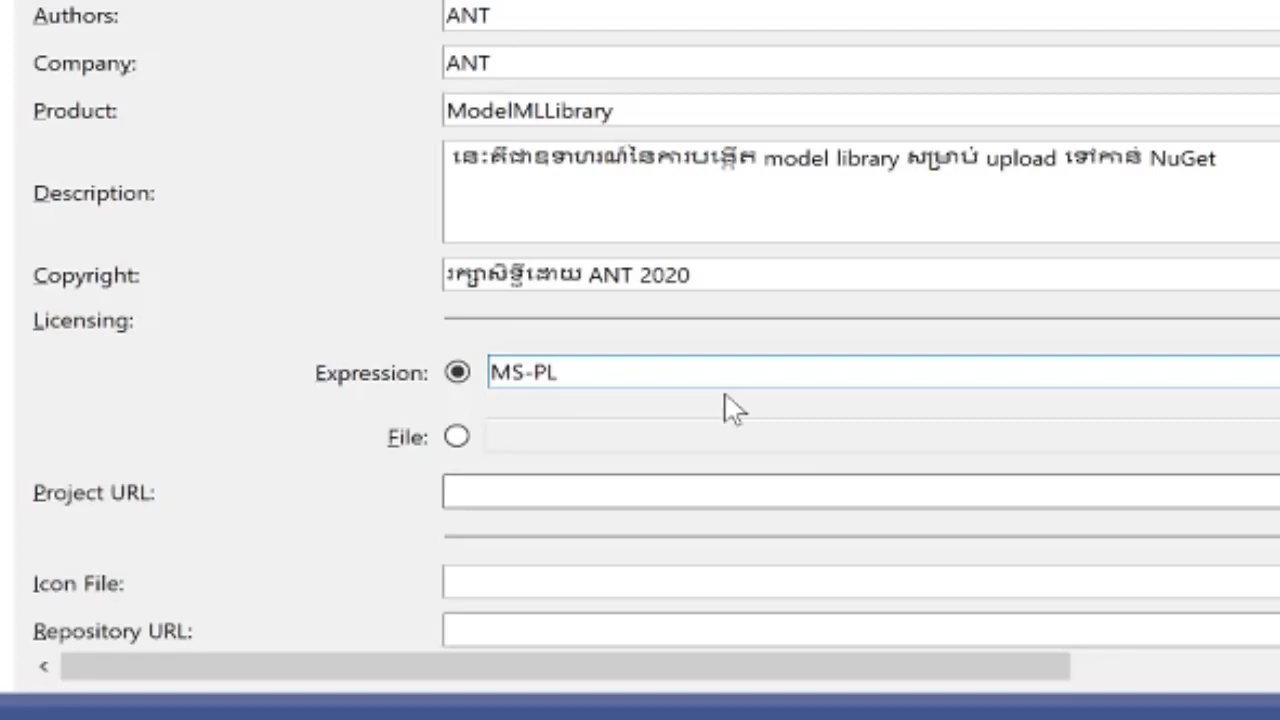 Authors: ANT
Company: ANT
Product: ModelMLLibrary
Description: នេះគឺជាឧទាហរណ៍នៃការបង្កើត model library សម្រាប់ upload ទៅកាន់ NuGet
Copyright: រក្សាសិទ្ធីដោយ ANT 2020
Licensing:
Expression: MS-PL
File:
Project URL:
Icon File:
Repository URL: